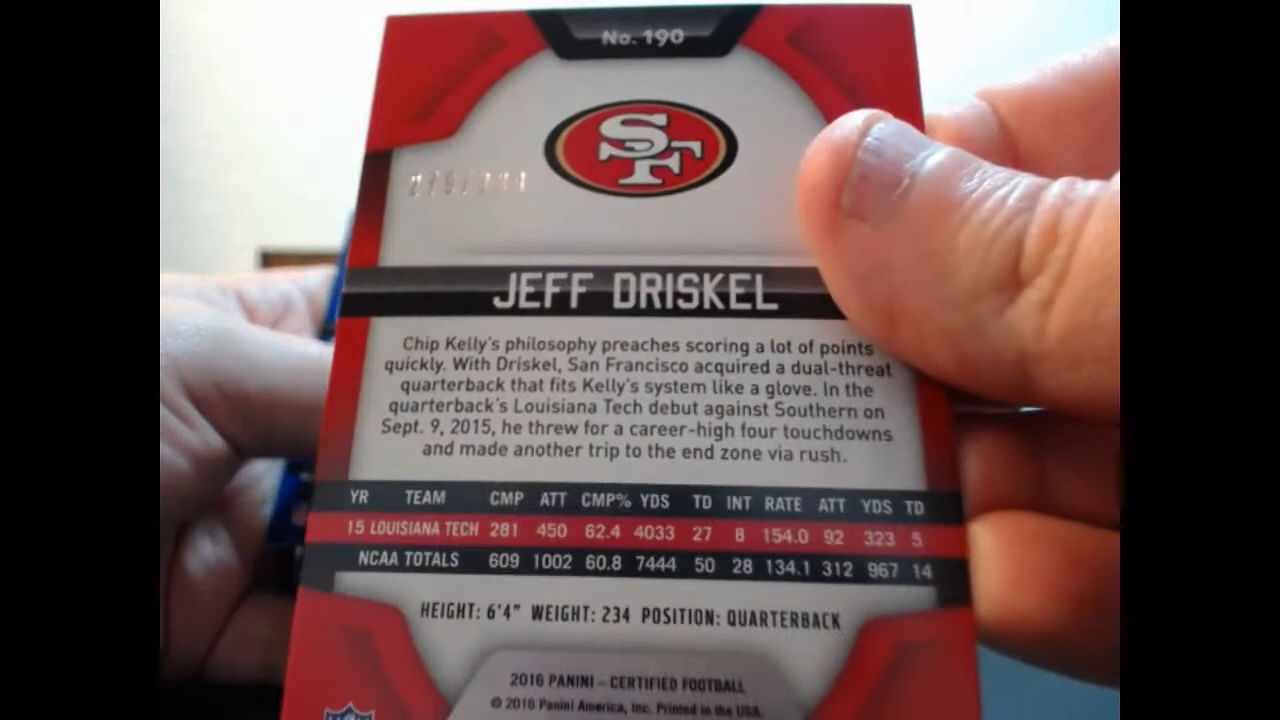 No. 190
SF
JEFF DRISKEL
Chip Kelly's philosophy preaches scoring a lot of points
quickly. With Driskel, San Francisco acquired a dual-threat
quarterback that fits Kelly's system like a glove. In the
quarterback's Louisiana Tech debut against Southern on
Sept. 9, 2015, he threw for a career-high four touchdowns
and made another trip to the end zone via rush.
YR TEAM CMP ATT CMP% YDS TD INT RATE ATT YDS TD
15 LOUISIANA TECH 281 450 62.4 4033 27 8 154.0 92 323 5
NCAA TOTALS 609 1002 60.8 7444 50 28 134.1 312 967 14
HEIGHT: 6'4" WEIGHT: 234 POSITION: QUARTERBACK
2016 PANINI – CERTIFIED FOOTBALL
© 2016 Panini America, Inc. Printed in the USA.